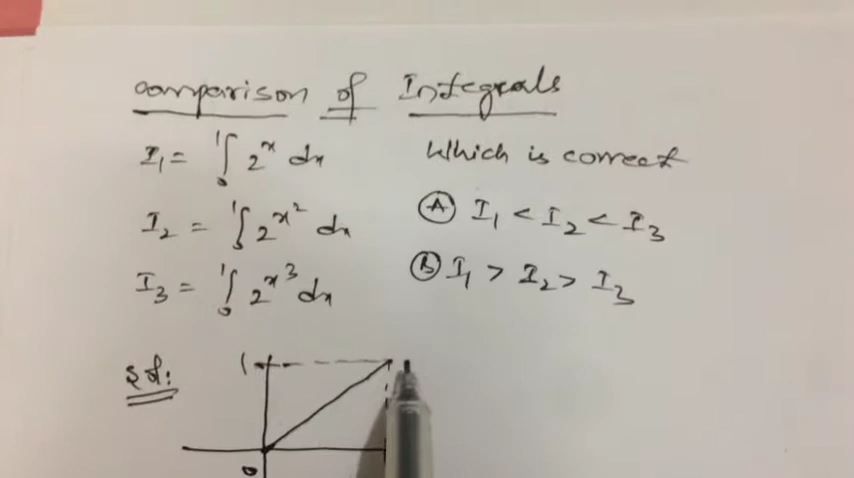 comparison of Integrals
I₁ = ₀¹∫ 2^x dx
Which is correct
I₂ = ₀¹∫ 2^x² dx
(A) I₁ < I₂ < I₃
I₃ = ₀¹∫ 2^x³ dx
(B) I₁ > I₂ > I₃
Sol:
1
0